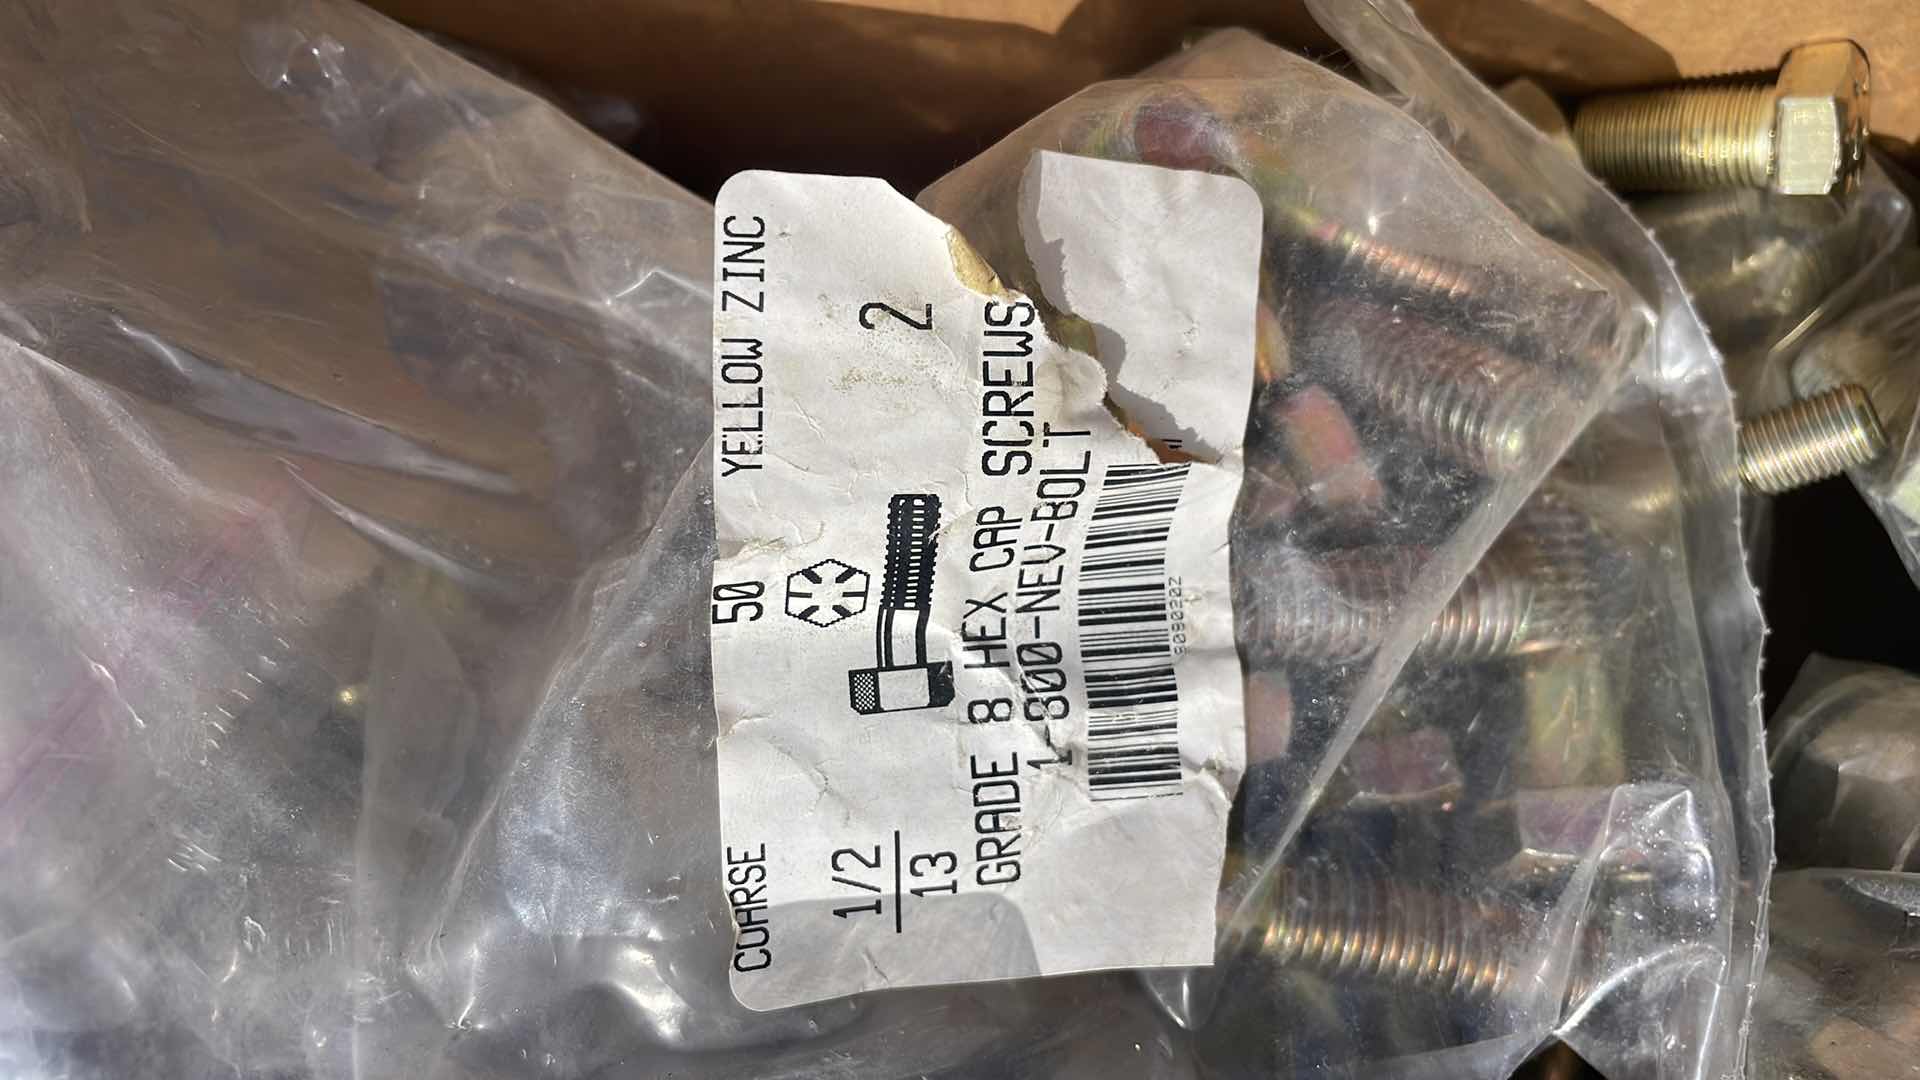 COARSE 50 YELLOW ZINC
1/2 2
13
GRADE 8 HEX CAP SCREWS
1-800-NEV-BOLT